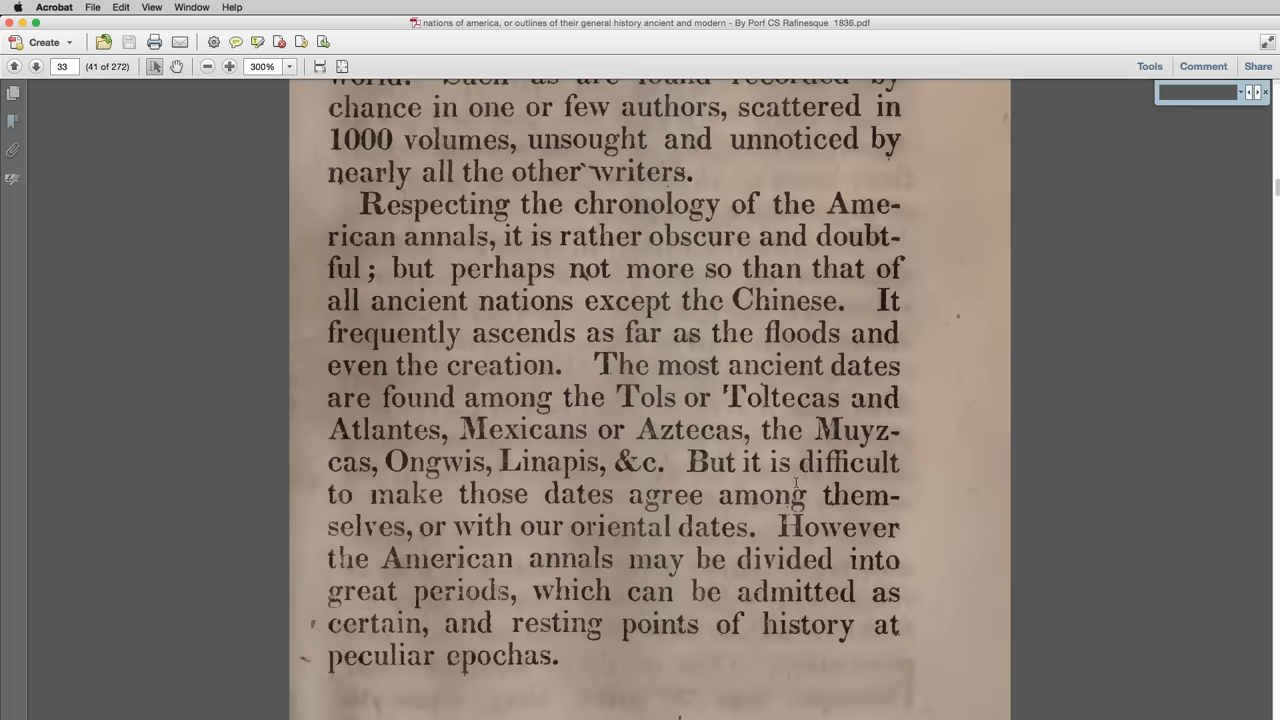 Acrobat File Edit View Window Help
nations of america, or outlines of their general history ancient and modern - By Porf CS Rafinesque 1836.pdf
Create
33 (41 of 272) 300% Tools Comment Share
world. Such as are found recorded by
chance in one or few authors, scattered in
1000 volumes, unsought and unnoticed by
nearly all the other writers.
Respecting the chronology of the Ame-
rican annals, it is rather obscure and doubt-
ful; but perhaps not more so than that of
all ancient nations except the Chinese. It
frequently ascends as far as the floods and
even the creation. The most ancient dates
are found among the Tols or Toltecas and
Atlantes, Mexicans or Aztecas, the Muyz-
cas, Ongwis, Linapis, &c. But it is difficult
to make those dates agree among them-
selves, or with our oriental dates. However
the American annals may be divided into
great periods, which can be admitted as
certain, and resting points of history at
peculiar epochas.